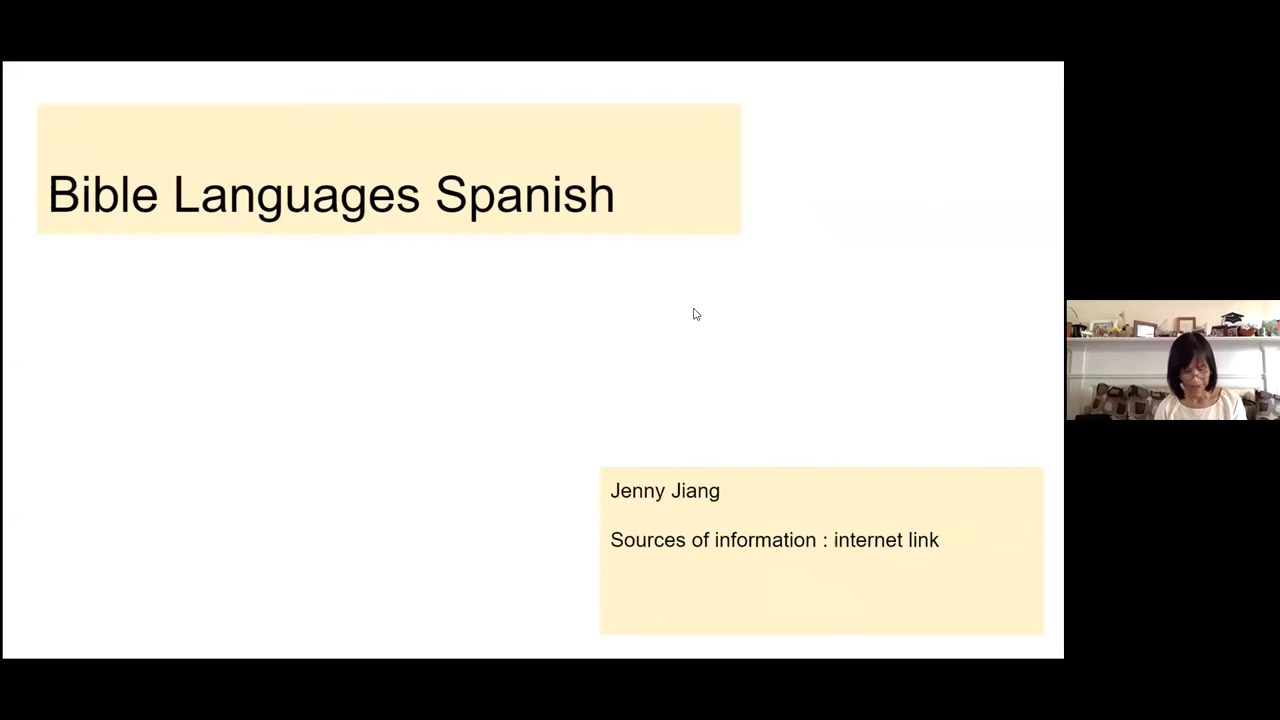 Bible Languages Spanish
Jenny Jiang
Sources of information : internet link